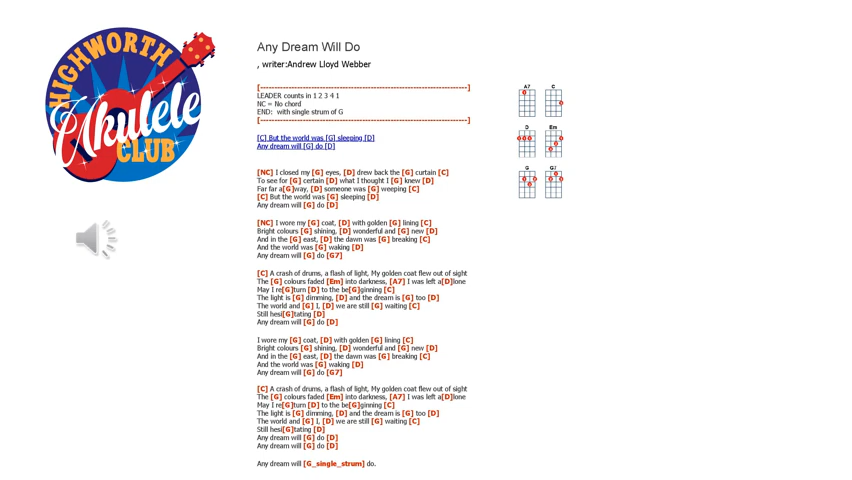 HIGHWORTH
Ukulele
CLUB
Any Dream Will Do
, writer:Andrew Lloyd Webber
[----------------------------------------------------------------------------]
LEADER counts in 1 2 3 4 1
NC = No chord
END:  with single strum of G
[----------------------------------------------------------------------------]
[C] But the world was [G] sleeping [D]
Any dream will [G] do [D]
[NC] I closed my [G] eyes, [D] drew back the [G] curtain [C]
To see for [G] certain [D] what I thought I [G] knew [D]
Far far a[G]way, [D] someone was [G] weeping [C]
[C] But the world was [G] sleeping [D]
Any dream will [G] do [D]
[NC] I wore my [G] coat, [D] with golden [G] lining [C]
Bright colours [G] shining, [D] wonderful and [G] new [D]
And in the [G] east, [D] the dawn was [G] breaking [C]
And the world was [G] waking [D]
Any dream will [G] do [G7]
[C] A crash of drums, a flash of light, My golden coat flew out of sight
The [G] colours faded [Em] into darkness, [A7] I was left a[D]lone
May I re[G]turn [D] to the be[G]ginning [C]
The light is [G] dimming, [D] and the dream is [G] too [D]
The world and [G] I, [D] we are still [G] waiting [C]
Still hesi[G]tating [D]
Any dream will [G] do [D]
I wore my [G] coat, [D] with golden [G] lining [C]
Bright colours [G] shining, [D] wonderful and [G] new [D]
And in the [G] east, [D] the dawn was [G] breaking [C]
And the world was [G] waking [D]
Any dream will [G] do [G7]
[C] A crash of drums, a flash of light, My golden coat flew out of sight
The [G] colours faded [Em] into darkness, [A7] I was left a[D]lone
May I re[G]turn [D] to the be[G]ginning [C]
The light is [G] dimming, [D] and the dream is [G] too [D]
The world and [G] I, [D] we are still [G] waiting [C]
Still hesi[G]tating [D]
Any dream will [G] do [D]
Any dream will [G] do [D]
Any dream will [G_single_strum] do.
A7 C
D Em
G G7